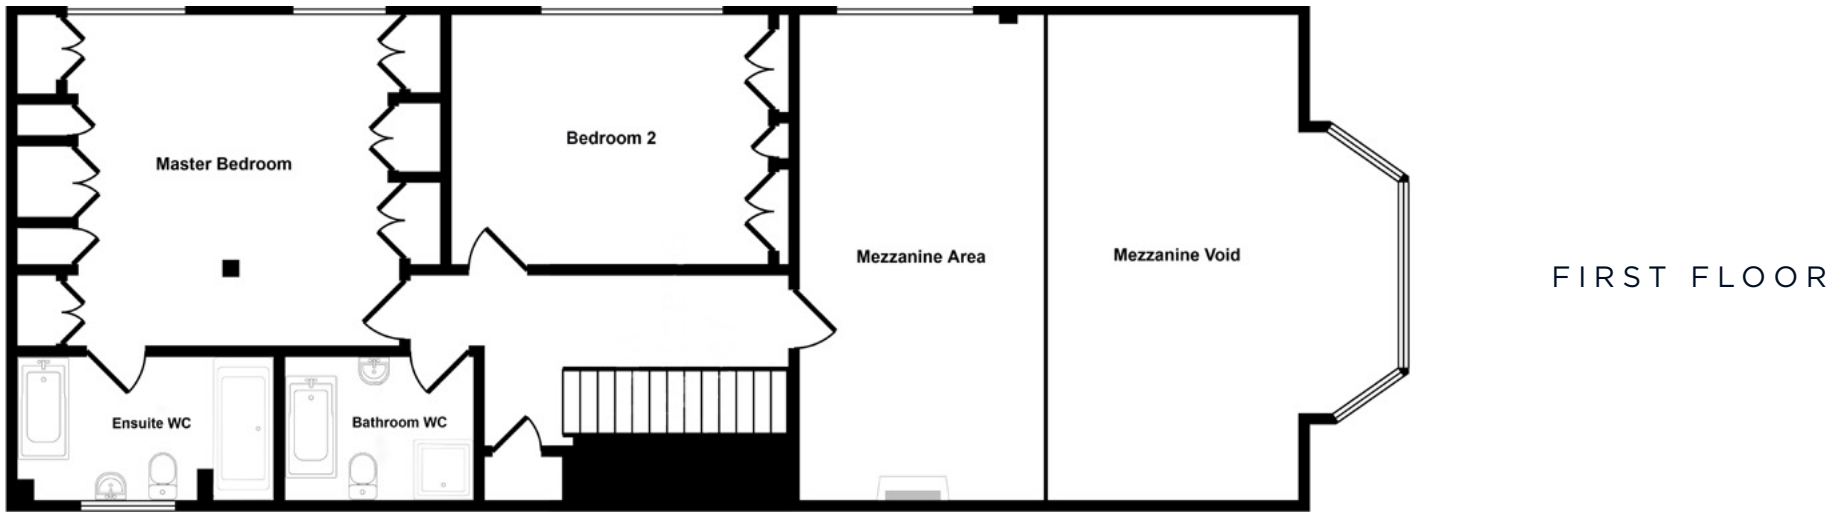 Bedroom 2
Master Bedroom
Mezzanine Area
Mezzanine Void
FIRST FLOOR
Ensuite WC
Bathroom WC